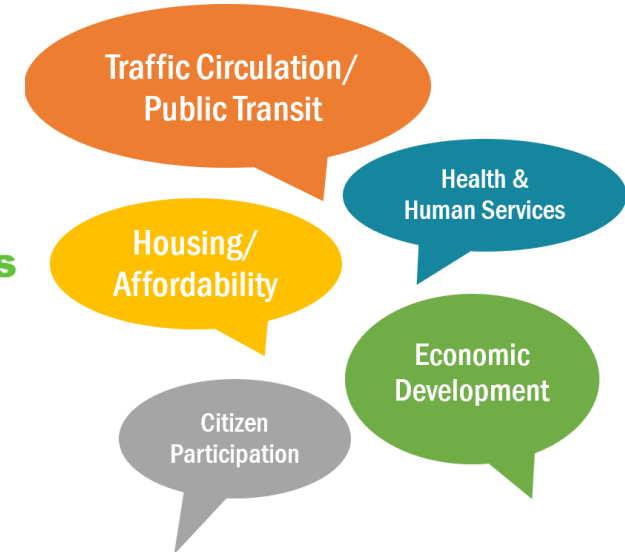 Traffic Circulation/
Public Transit
Health &
Human Services
Housing/
Affordability
s
Economic
Development
Citizen
Participation